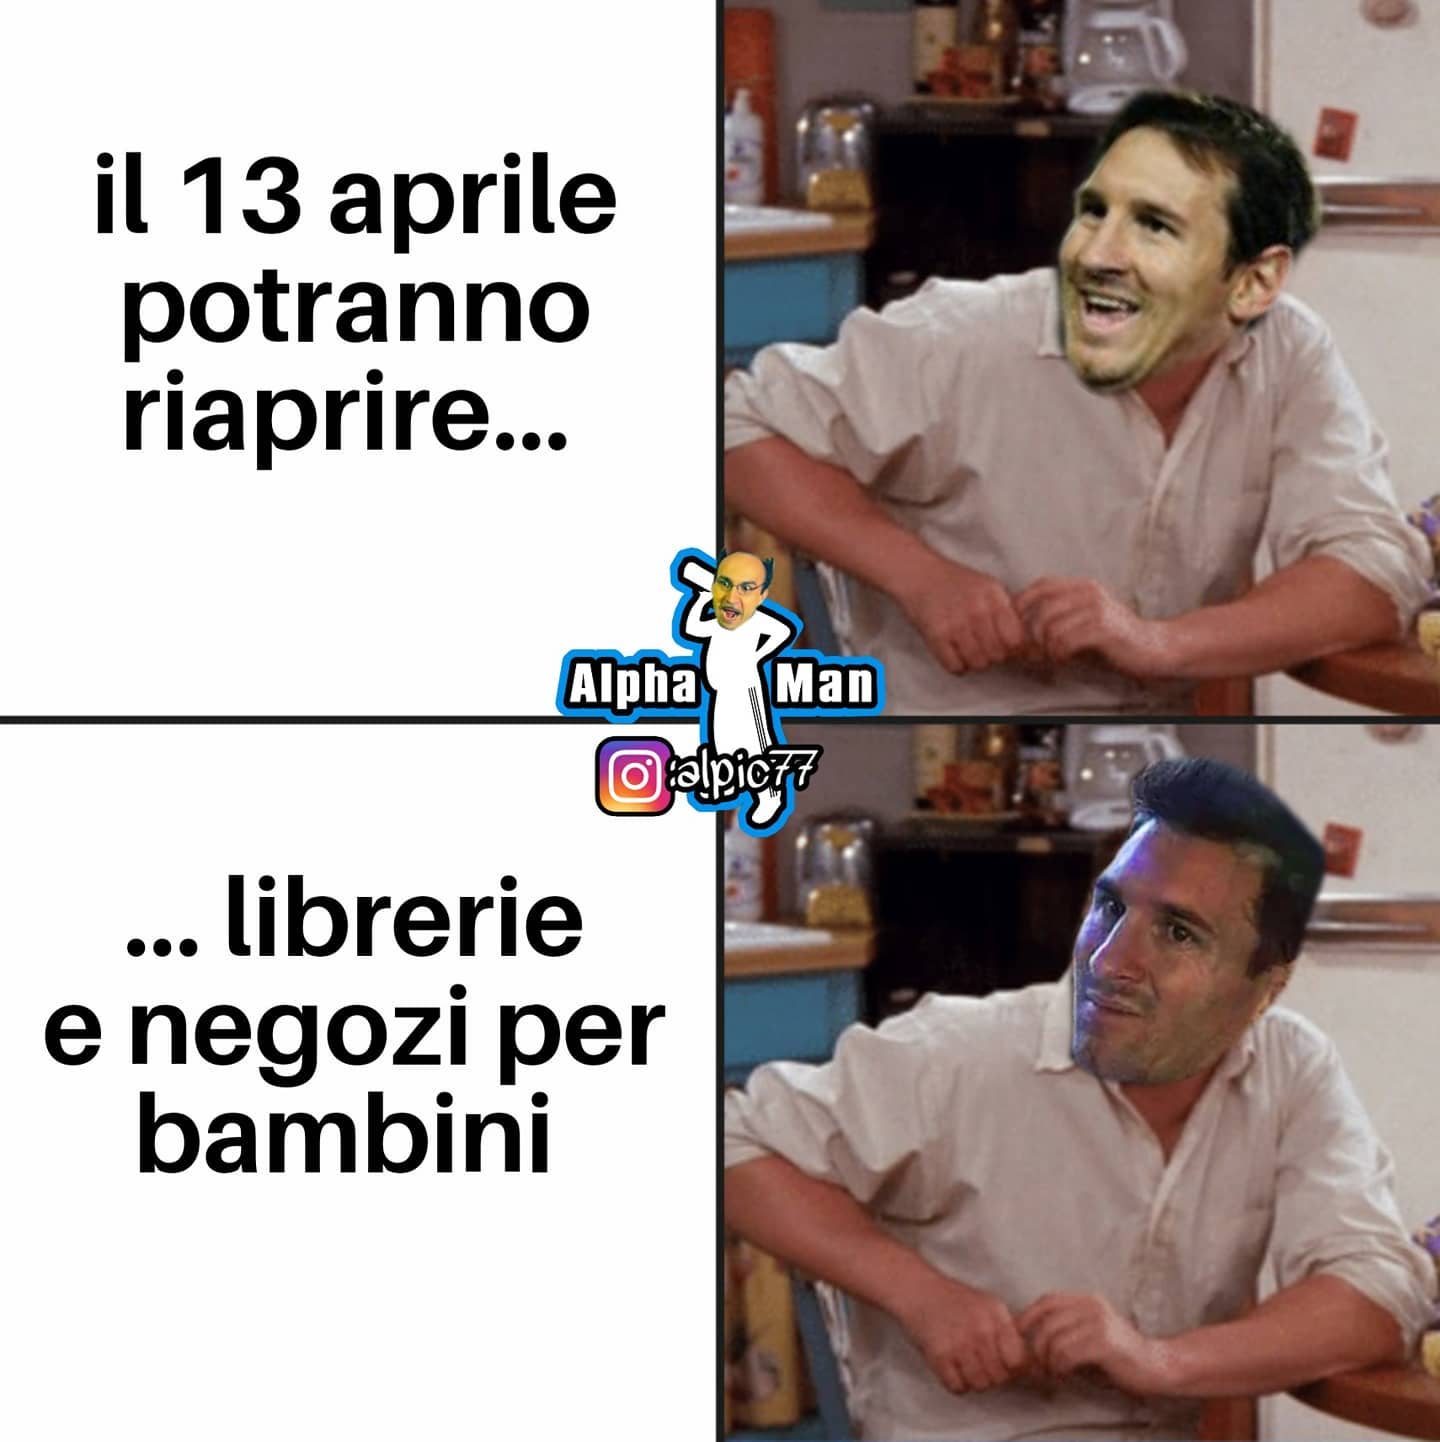 il 13 aprile
potranno
riaprire...
Alpha Man
:alpic77
... librerie
e negozi per
bambini